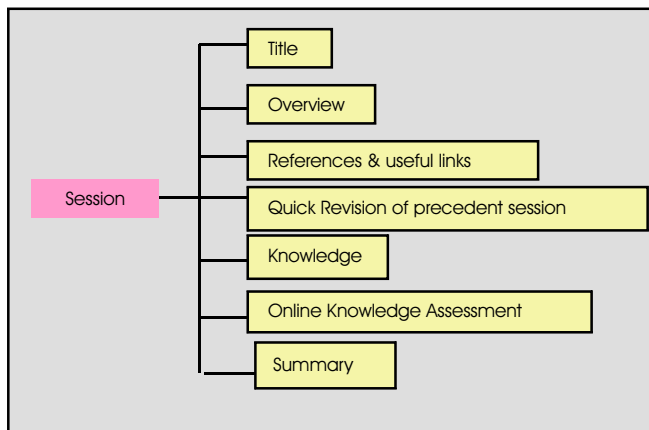 Title
Overview
References & useful links
Session
Quick Revision of precedent session
Knowledge
Online Knowledge Assessment
Summary